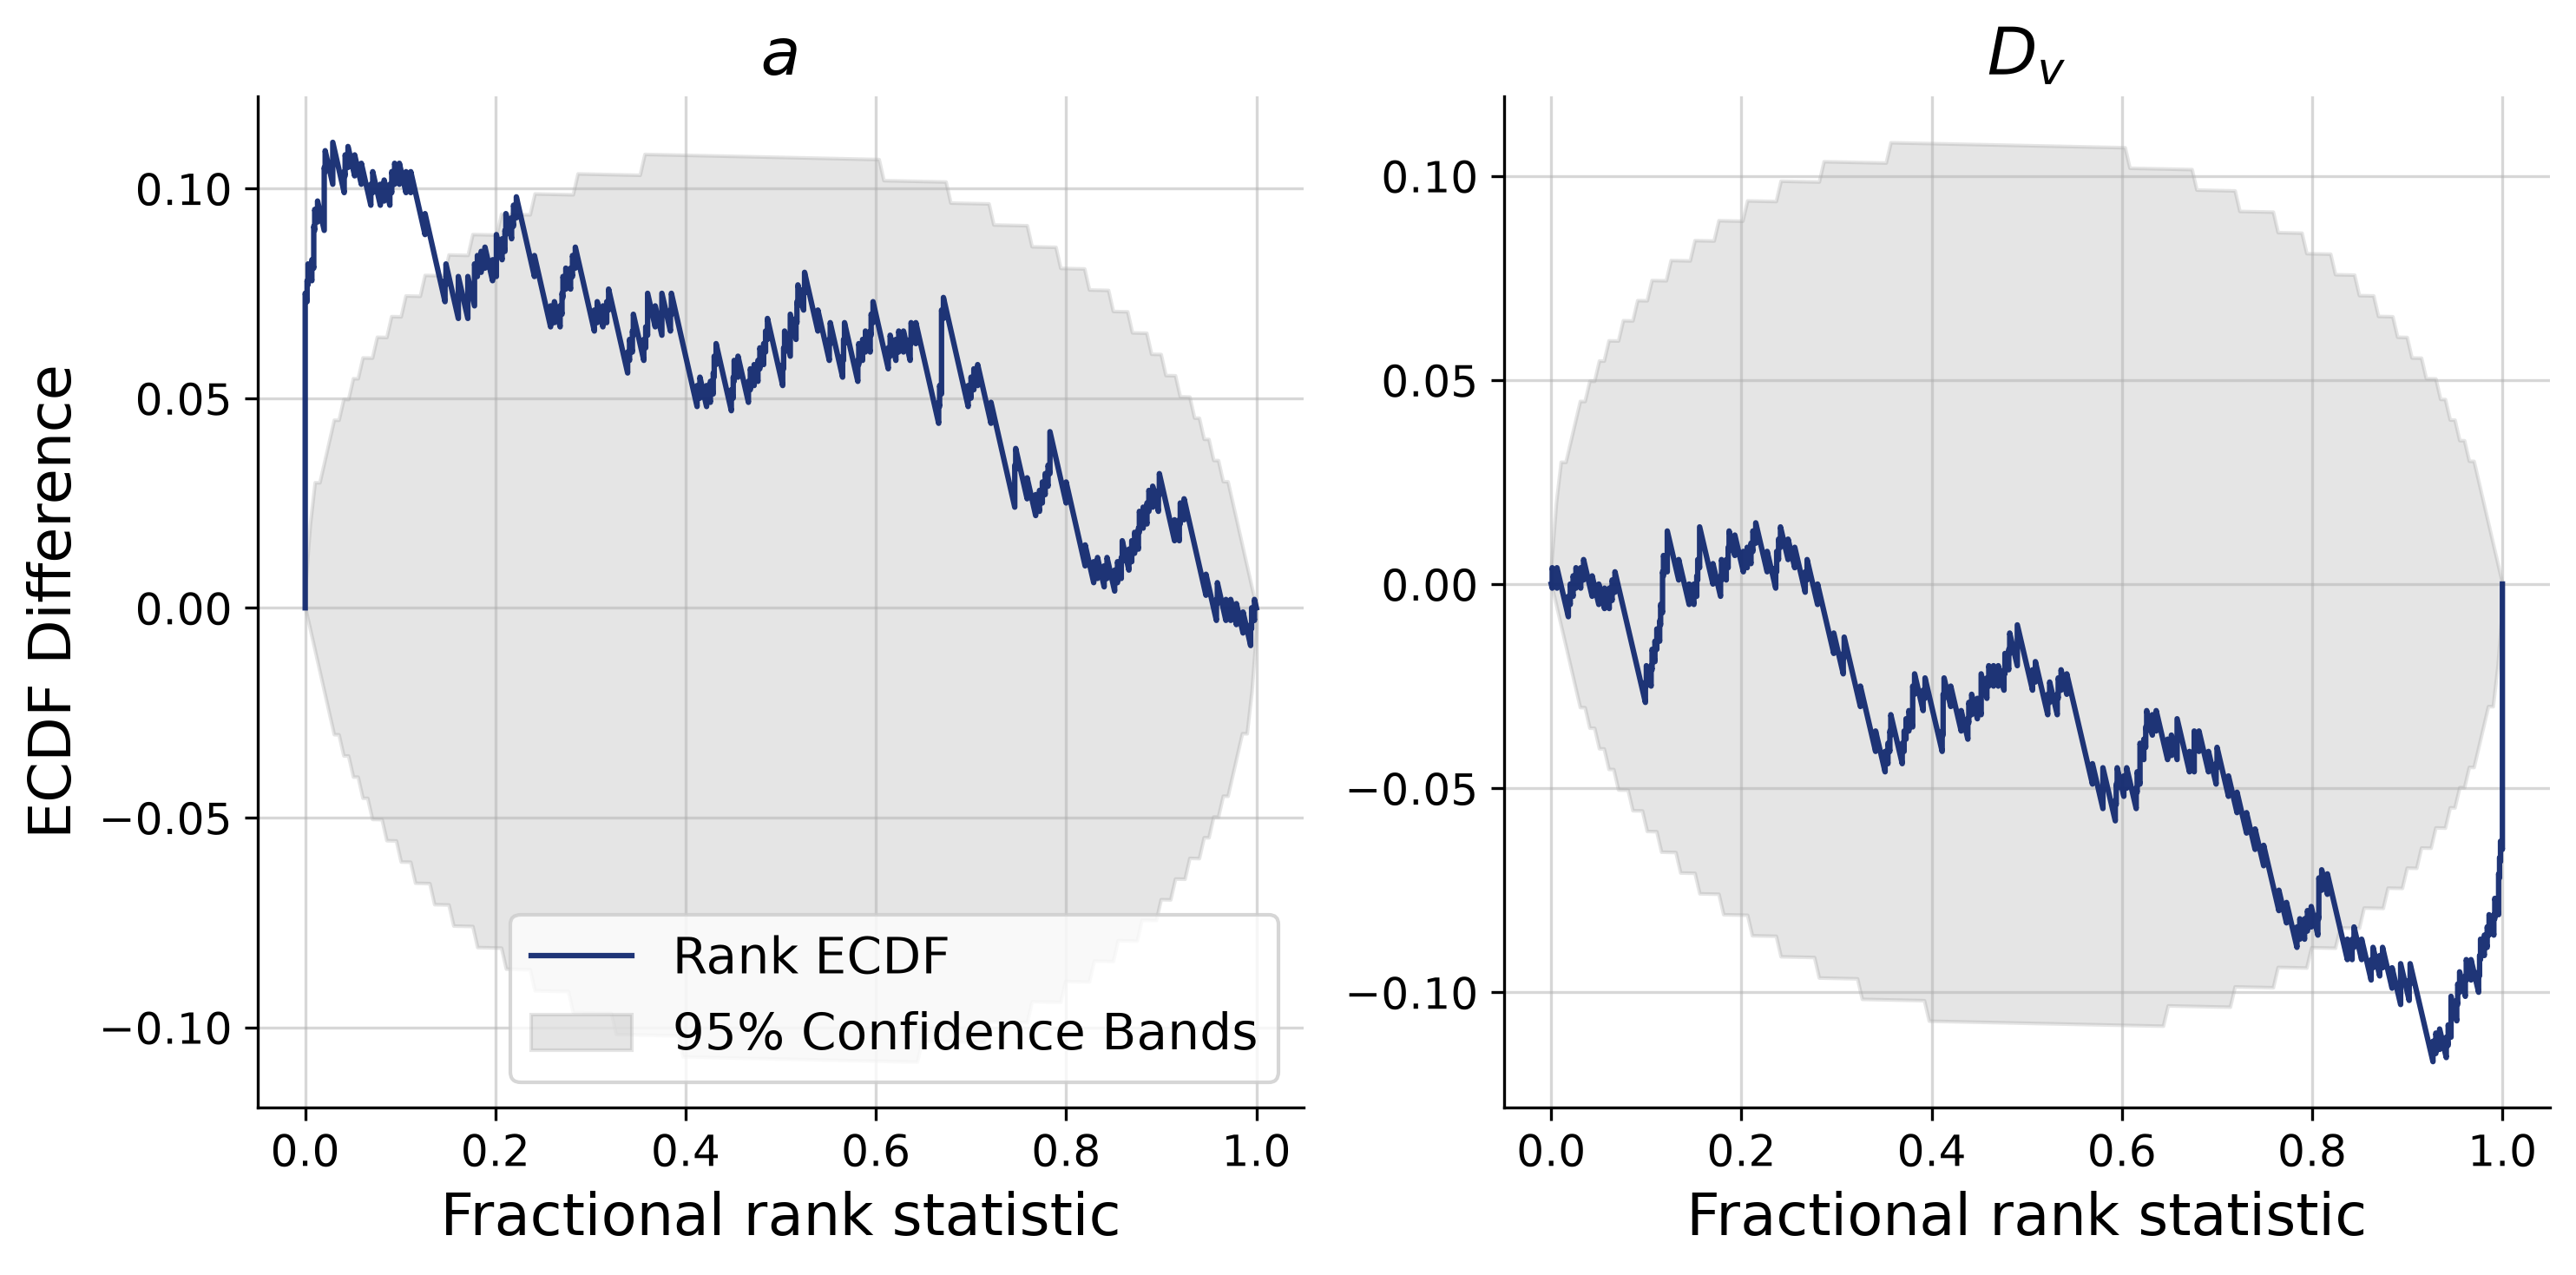 a
D_v
ECDF Difference
0.10
0.05
0.00
−0.05
−0.10
Rank ECDF
95% Confidence Bands
0.0 0.2 0.4 0.6 0.8 1.0
Fractional rank statistic
0.10
0.05
0.00
−0.05
−0.10
0.0 0.2 0.4 0.6 0.8 1.0
Fractional rank statistic